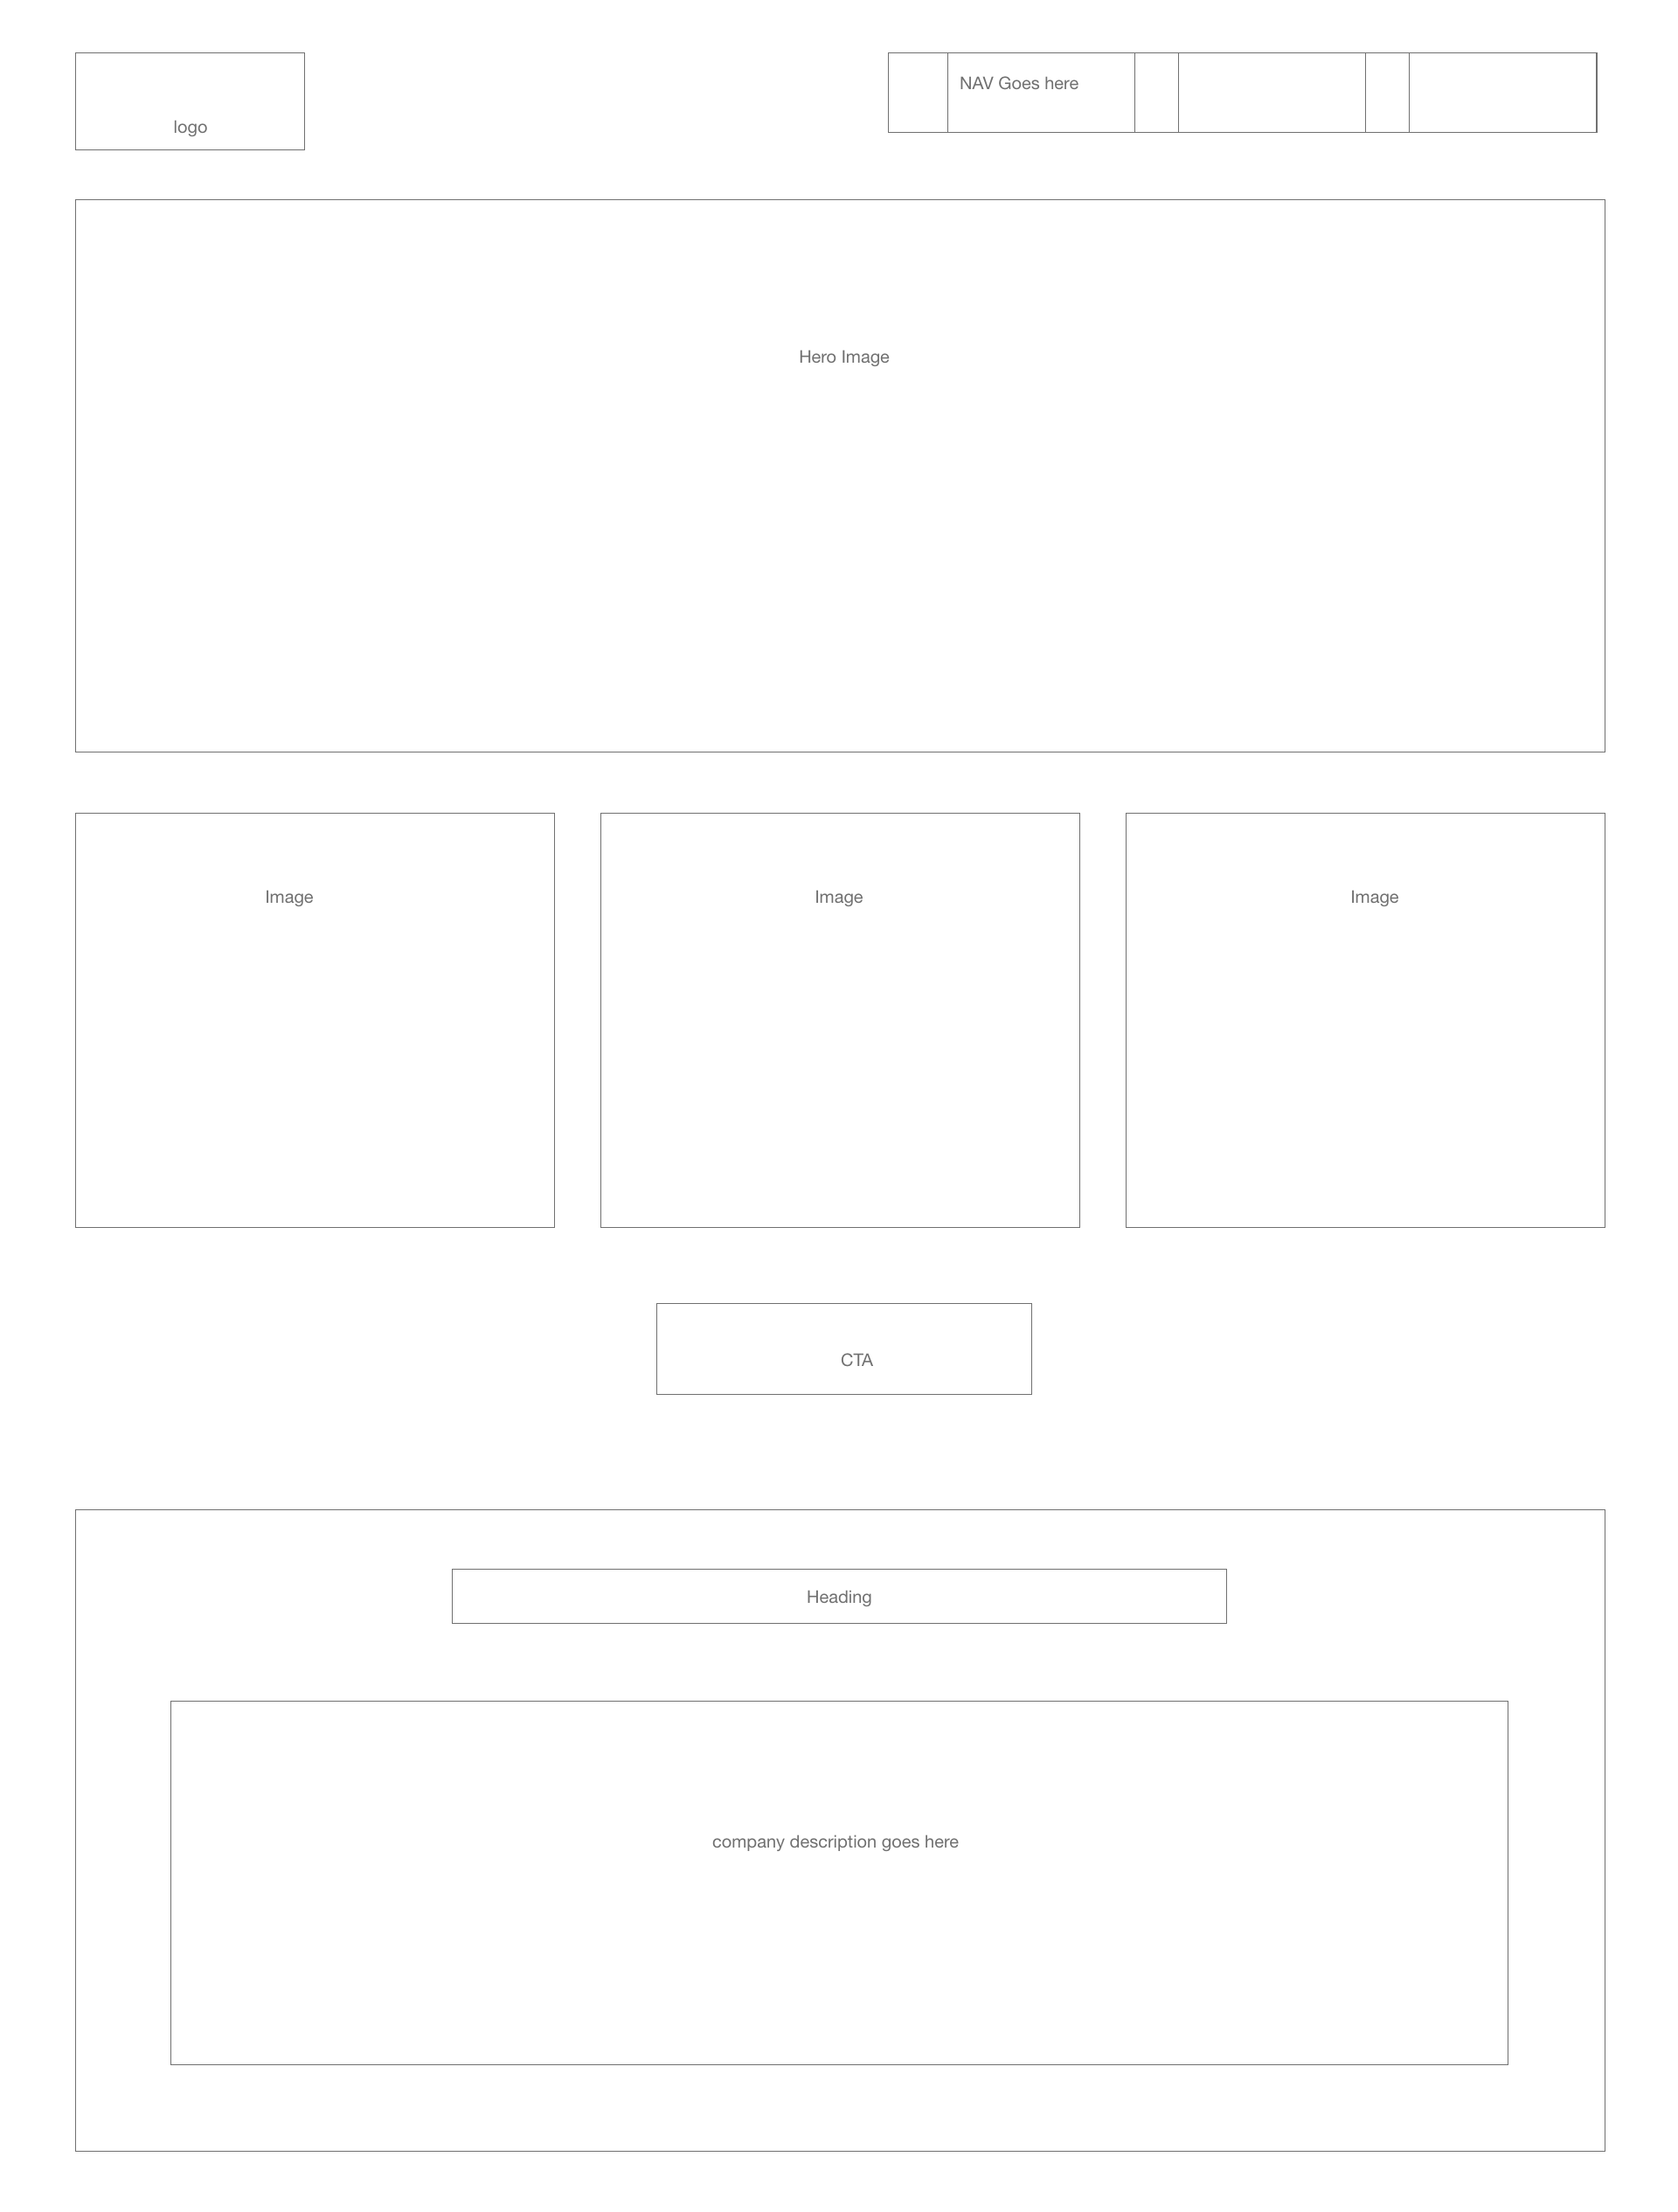 logo
NAV Goes here
Hero Image
Image
Image
Image
CTA
Heading
company description goes here